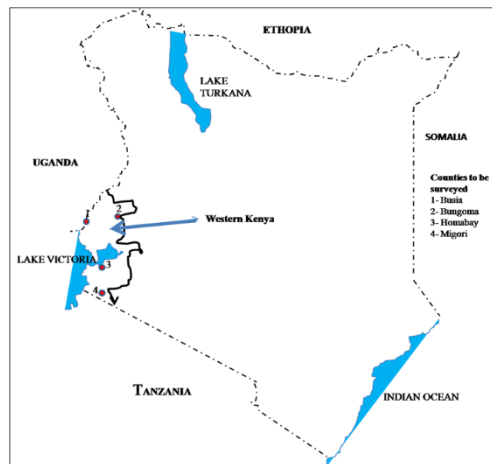 ETHIOPIA
LAKE
TURKANA
SOMALIA
UGANDA
Counties to be
surveyed
1- Busia
2- Bungoma
3- Homabay
4- Migori
1
2
Western Kenya
LAKE VICTORIA
3
4
TANZANIA
INDIAN OCEAN